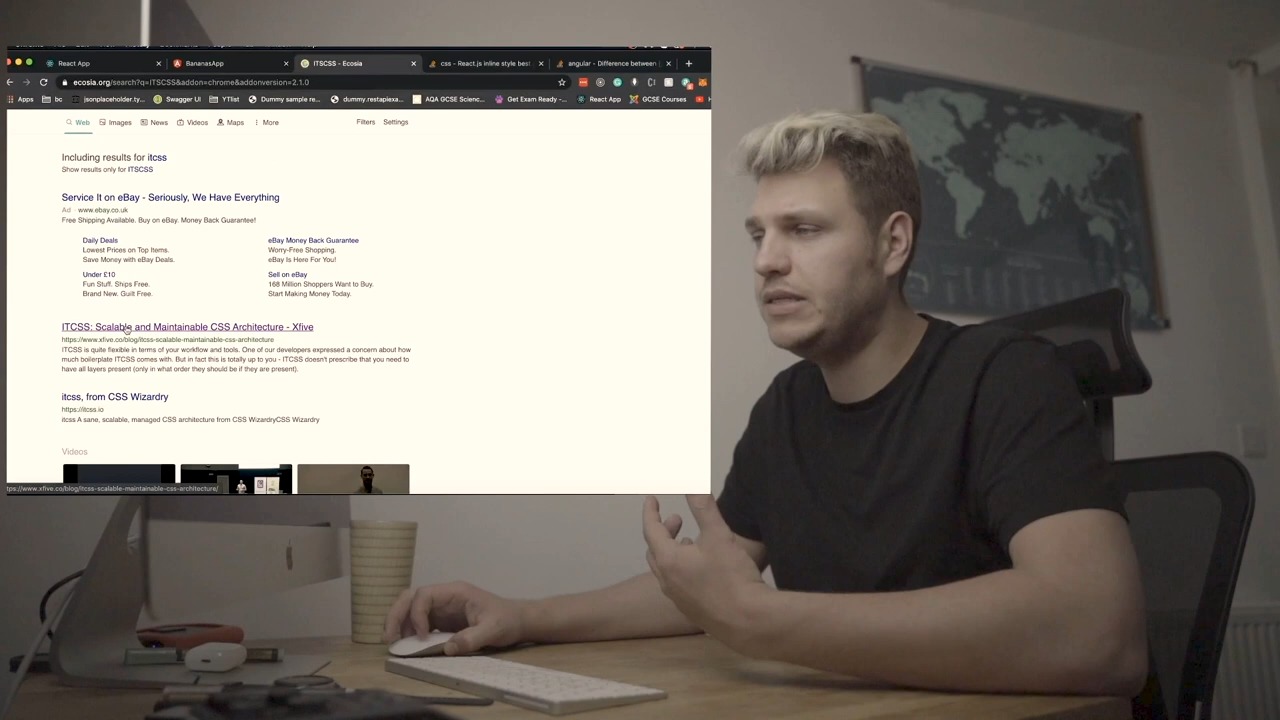 React App
BananasApp
ITSCSS - Ecosia
css - React.js inline style best
angular - Difference between
ecosia.org/search?q=ITSCSS&addon=chrome&addonversion=2.1.0
Apps
bc
jsonplaceholder.ty...
Swagger UI
YTlist
Dummy sample re...
dummy.restapiexa...
AQA GCSE Scienc...
Get Exam Ready -...
React App
GCSE Courses
Web
Images
News
Videos
Maps
More
Filters
Settings
Including results for itcss
Show results only for ITSCSS
Service It on eBay - Seriously, We Have Everything
Ad · www.ebay.co.uk
Free Shipping Available. Buy on eBay. Money Back Guarantee!
Daily Deals
Lowest Prices on Top Items.
Save Money with eBay Deals.
eBay Money Back Guarantee
Worry-Free Shopping.
eBay Is Here For You!
Under £10
Fun Stuff. Ships Free.
Brand New. Guilt Free.
Sell on eBay
168 Million Shoppers Want to Buy.
Start Making Money Today.
ITCSS: Scalable and Maintainable CSS Architecture - Xfive
https://www.xfive.co/blog/itcss-scalable-maintainable-css-architecture
ITCSS is quite flexible in terms of your workflow and tools. One of our developers expressed a concern about how
much boilerplate ITCSS comes with. But in fact this is totally up to you - ITCSS doesn't prescribe that you need to
have all layers present (only in what order they should be if they are present).
itcss, from CSS Wizardry
https://itcss.io
itcss A sane, scalable, managed CSS architecture from CSS WizardryCSS Wizardry
Videos
tps://www.xfive.co/blog/itcss-scalable-maintainable-css-architecture/